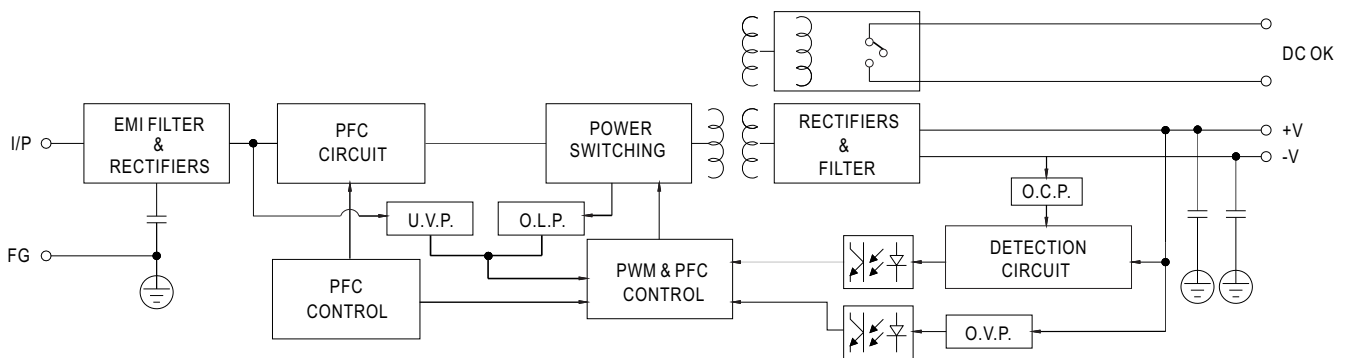 DC OK
I/P
EMI FILTER
&
RECTIFIERS
PFC
CIRCUIT
POWER
SWITCHING
RECTIFIERS
&
FILTER
+V
-V
O.C.P.
U.V.P.
O.L.P.
FG
PFC
CONTROL
PWM & PFC
CONTROL
DETECTION
CIRCUIT
O.V.P.